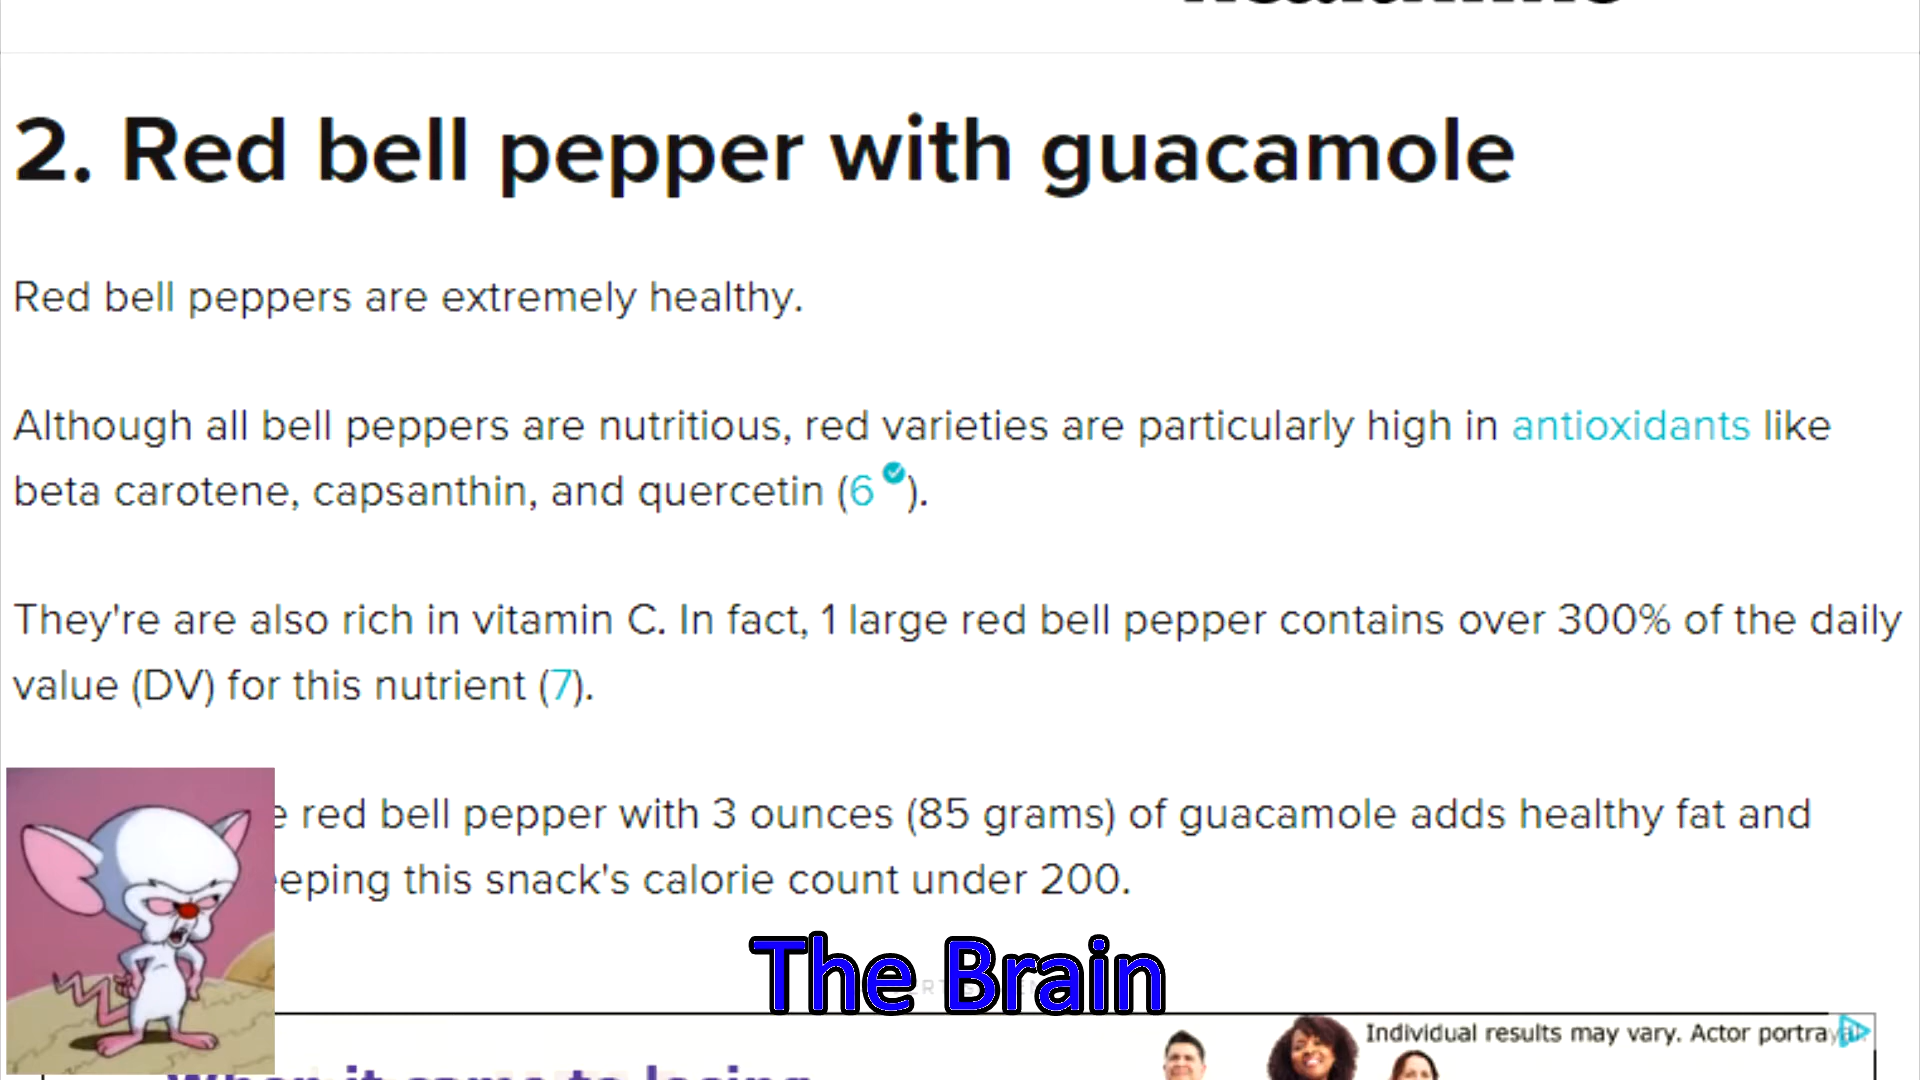 2. Red bell pepper with guacamole
Red bell peppers are extremely healthy.
Although all bell peppers are nutritious, red varieties are particularly high in antioxidants like
beta carotene, capsanthin, and quercetin (6).
They're are also rich in vitamin C. In fact, 1 large red bell pepper contains over 300% of the daily
value (DV) for this nutrient (7).
red bell pepper with 3 ounces (85 grams) of guacamole adds healthy fat and
this snack's calorie count under 200.
The Brain
Individual results may vary. Actor